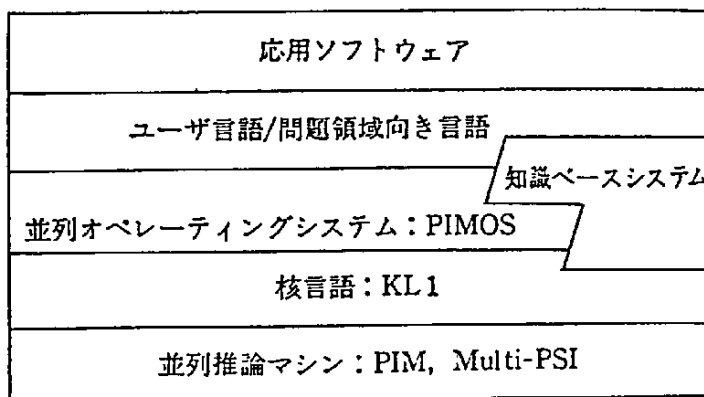 応用ソフトウェア
ユーザ言語/問題領域向き言語
知識ベースシステム
並列オペレーティングシステム：PIMOS
核言語：KL1
並列推論マシン：PIM, Multi-PSI